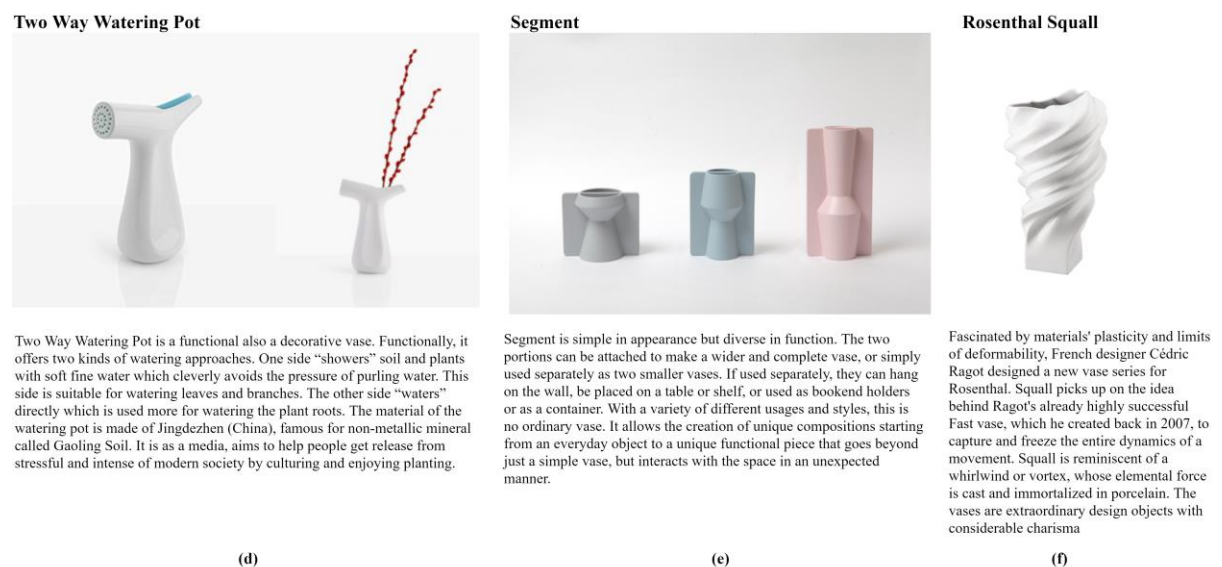 Two Way Watering Pot
Segment
Rosenthal Squall
Two Way Watering Pot is a functional also a decorative vase. Functionally, it
offers two kinds of watering approaches. One side “showers” soil and plants
with soft fine water which cleverly avoids the pressure of purling water. This
side is suitable for watering leaves and branches. The other side “waters”
directly which is used more for watering the plant roots. The material of the
watering pot is made of Jingdezhen (China), famous for non-metallic mineral
called Gaoling Soil. It is as a media, aims to help people get release from
stressful and intense of modern society by culturing and enjoying planting.
Segment is simple in appearance but diverse in function. The two
portions can be attached to make a wider and complete vase, or simply
used separately as two smaller vases. If used separately, they can hang
on the wall, be placed on a table or shelf, or used as bookend holders
or as a container. With a variety of different usages and styles, this is
no ordinary vase. It allows the creation of unique compositions starting
from an everyday object to a unique functional piece that goes beyond
just a simple vase, but interacts with the space in an unexpected
manner.
Fascinated by materials' plasticity and limits
of deformability, French designer Cédric
Ragot designed a new vase series for
Rosenthal. Squall picks up on the idea
behind Ragot's already highly successful
Fast vase, which he created back in 2007, to
capture and freeze the entire dynamics of a
movement. Squall is reminiscent of a
whirlwind or vortex, whose elemental force
is cast and immortalized in porcelain. The
vases are extraordinary design objects with
considerable charisma
(d)
(e)
(f)